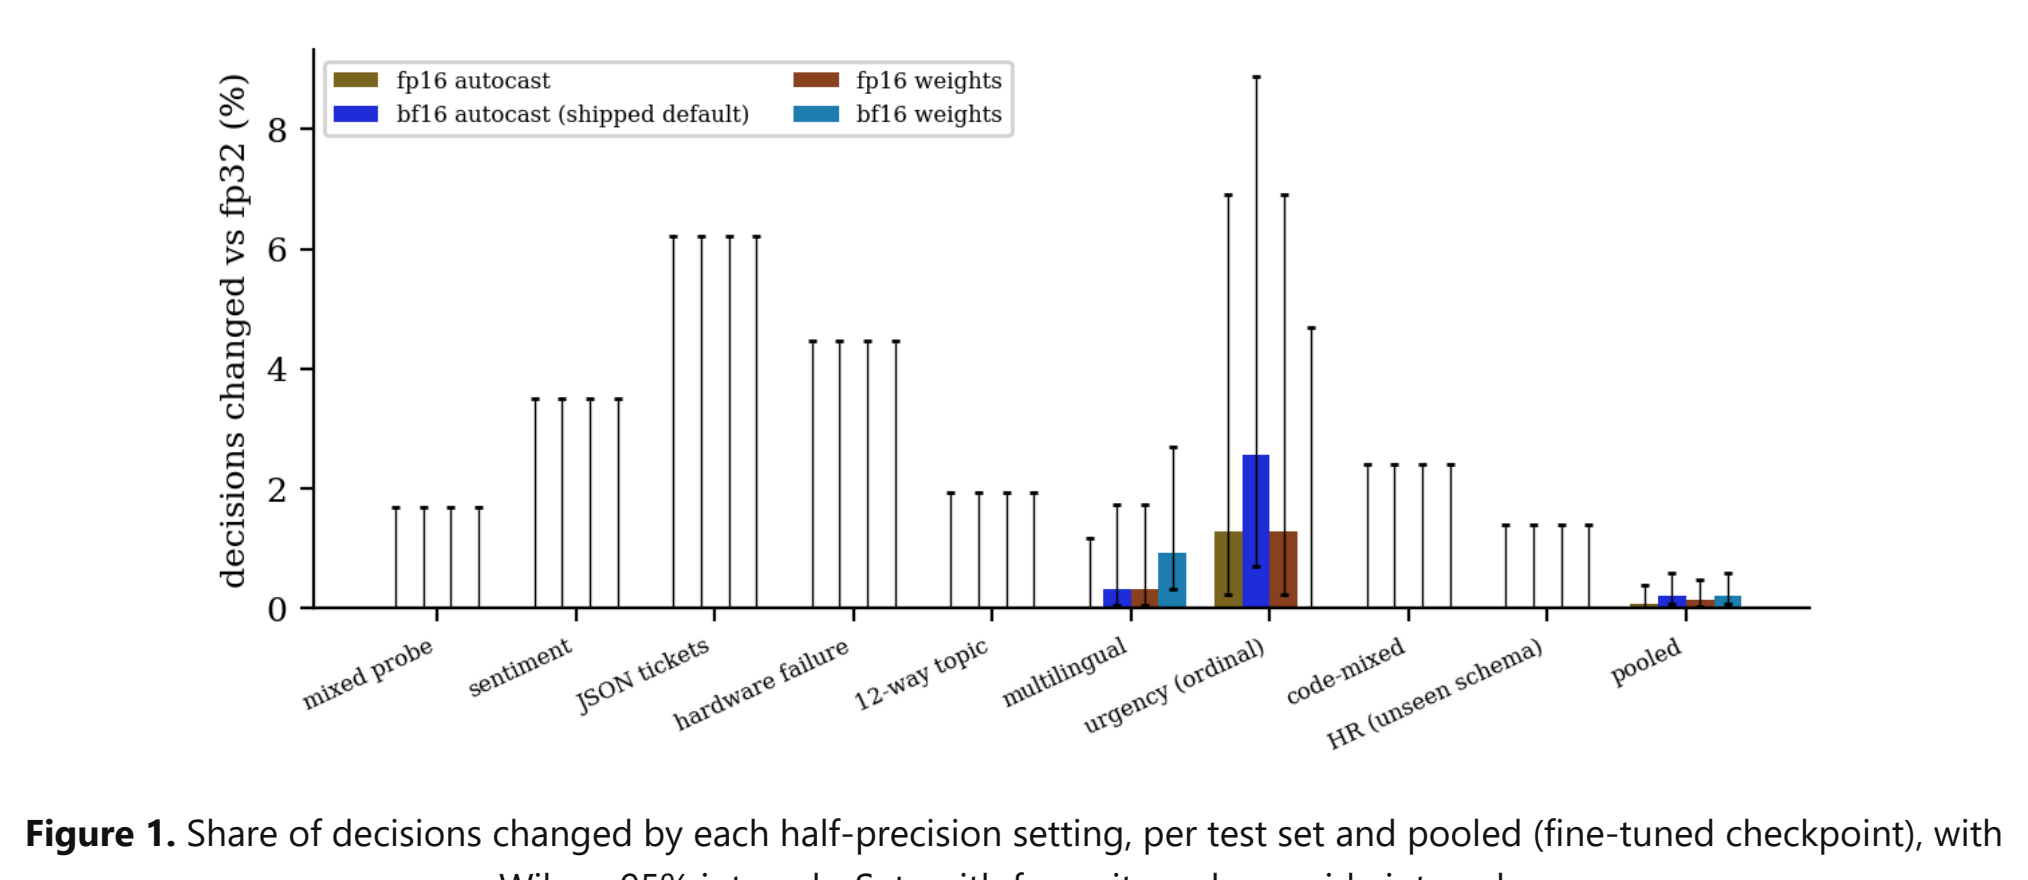 decisions changed vs fp32 (%)
8
6
4
2
0
fp16 autocast
bf16 autocast (shipped default)
fp16 weights
bf16 weights
mixed probe
sentiment
JSON tickets
hardware failure
12-way topic
multilingual
urgency (ordinal)
code-mixed
HR (unseen schema)
pooled
Figure 1. Share of decisions changed by each half-precision setting, per test set and pooled (fine-tuned checkpoint), with